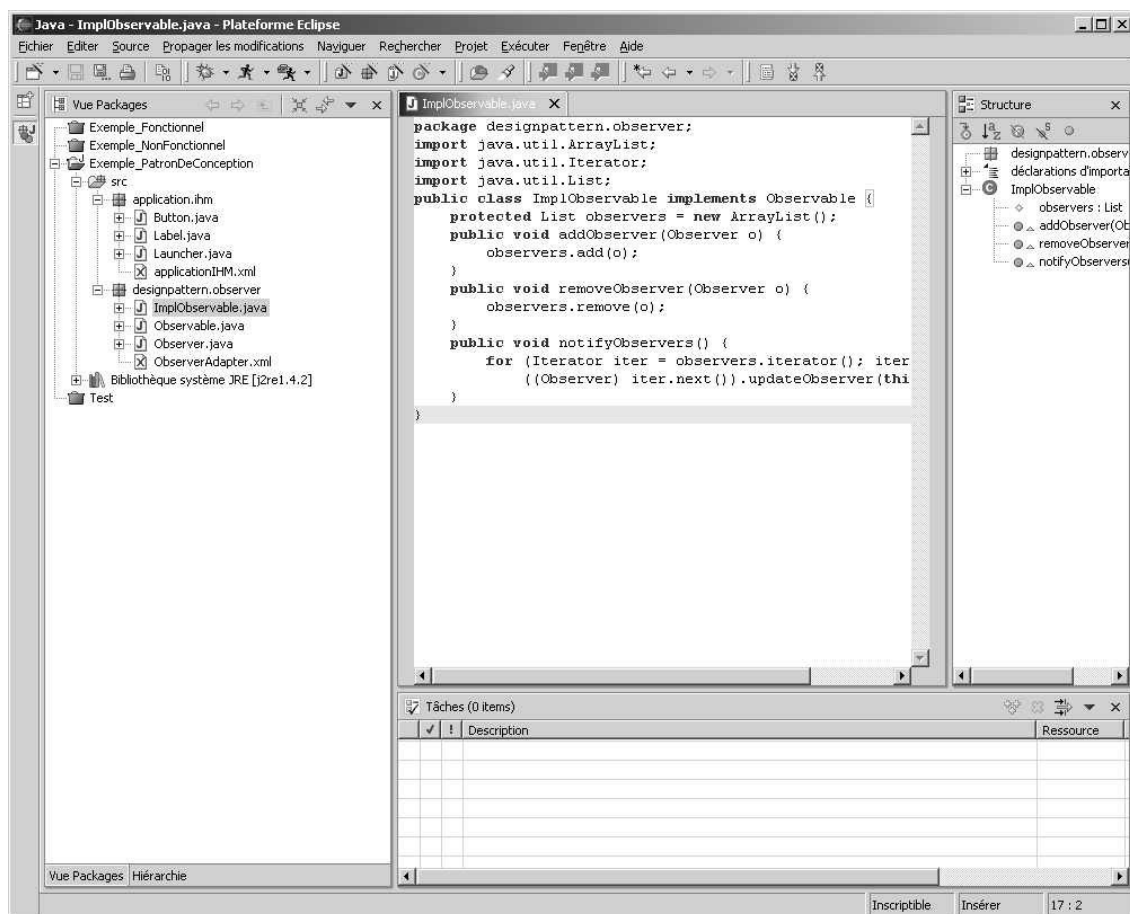 Java - ImplObservable.java - Plateforme Eclipse
Fichier Editer Source Propager les modifications Naviguer Rechercher Projet Exécuter Fenêtre Aide
Vue Packages
Exemple_Fonctionnel
Exemple_NonFonctionnel
Exemple_PatronDeConception
src
application.ihm
Button.java
Label.java
Launcher.java
applicationIHM.xml
designpattern.observer
ImplObservable.java
Observable.java
Observer.java
ObserverAdapter.xml
Bibliothèque système JRE [j2re1.4.2]
Test
Vue Packages Hiérarchie
ImplObservable.java
package designpattern.observer;
import java.util.ArrayList;
import java.util.Iterator;
import java.util.List;
public class ImplObservable implements Observable {
protected List observers = new ArrayList();
public void addObserver(Observer o) {
observers.add(o);
}
public void removeObserver(Observer o) {
observers.remove(o);
}
public void notifyObservers() {
for (Iterator iter = observers.iterator(); iter
((Observer) iter.next()).updateObserver(thi
}
}
Structure
designpattern.observ
déclarations d'importa
ImplObservable
observers : List
addObserver(Ob
removeObserver
notifyObservers(
Tâches (0 items)
! Description Ressource
Inscriptible Insérer 17 : 2